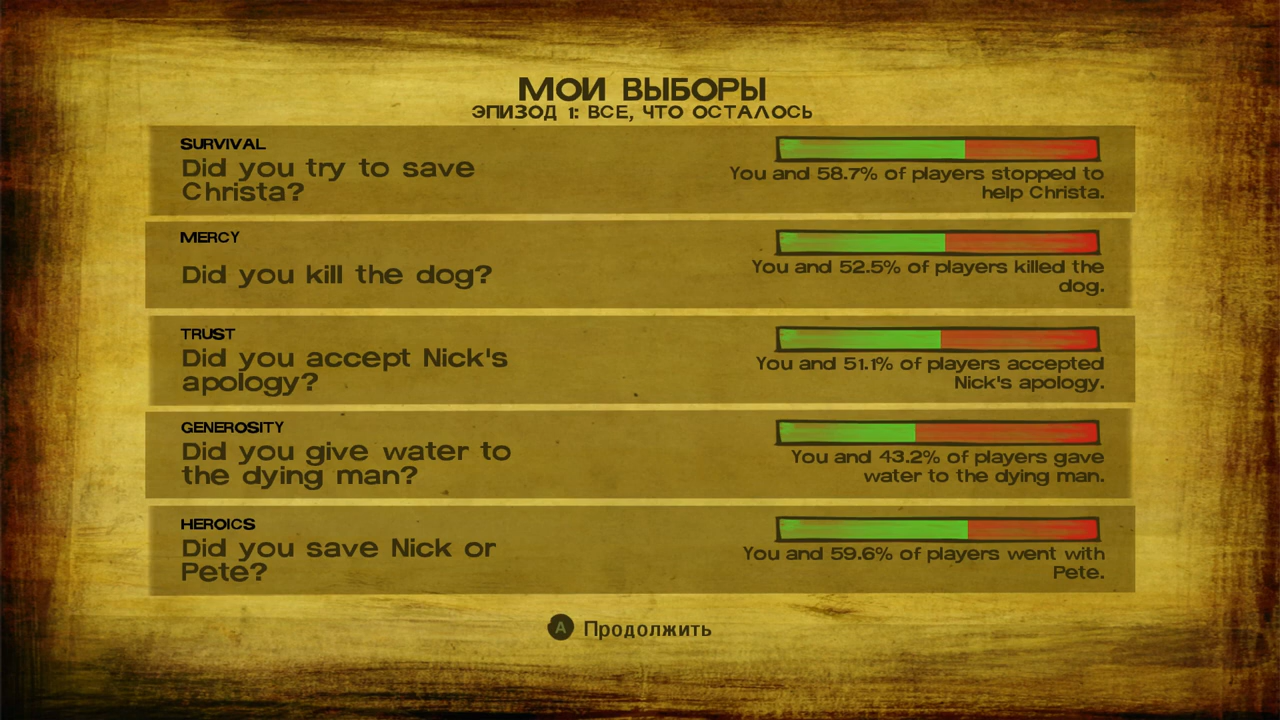 МОИ ВЫБОРЫ
ЭПИЗОД 1: ВСЕ, ЧТО ОСТАЛОСЬ
SURVIVAL
Did you try to save
Christa?
You and 58.7% of players stopped to
help Christa.
MERCY
Did you kill the dog?
You and 52.5% of players killed the
dog.
TRUST
Did you accept Nick's
apology?
You and 51.1% of players accepted
Nick's apology.
GENEROSITY
Did you give water to
the dying man?
You and 43.2% of players gave
water to the dying man.
HEROICS
Did you save Nick or
Pete?
You and 59.6% of players went with
Pete.
A Продолжить